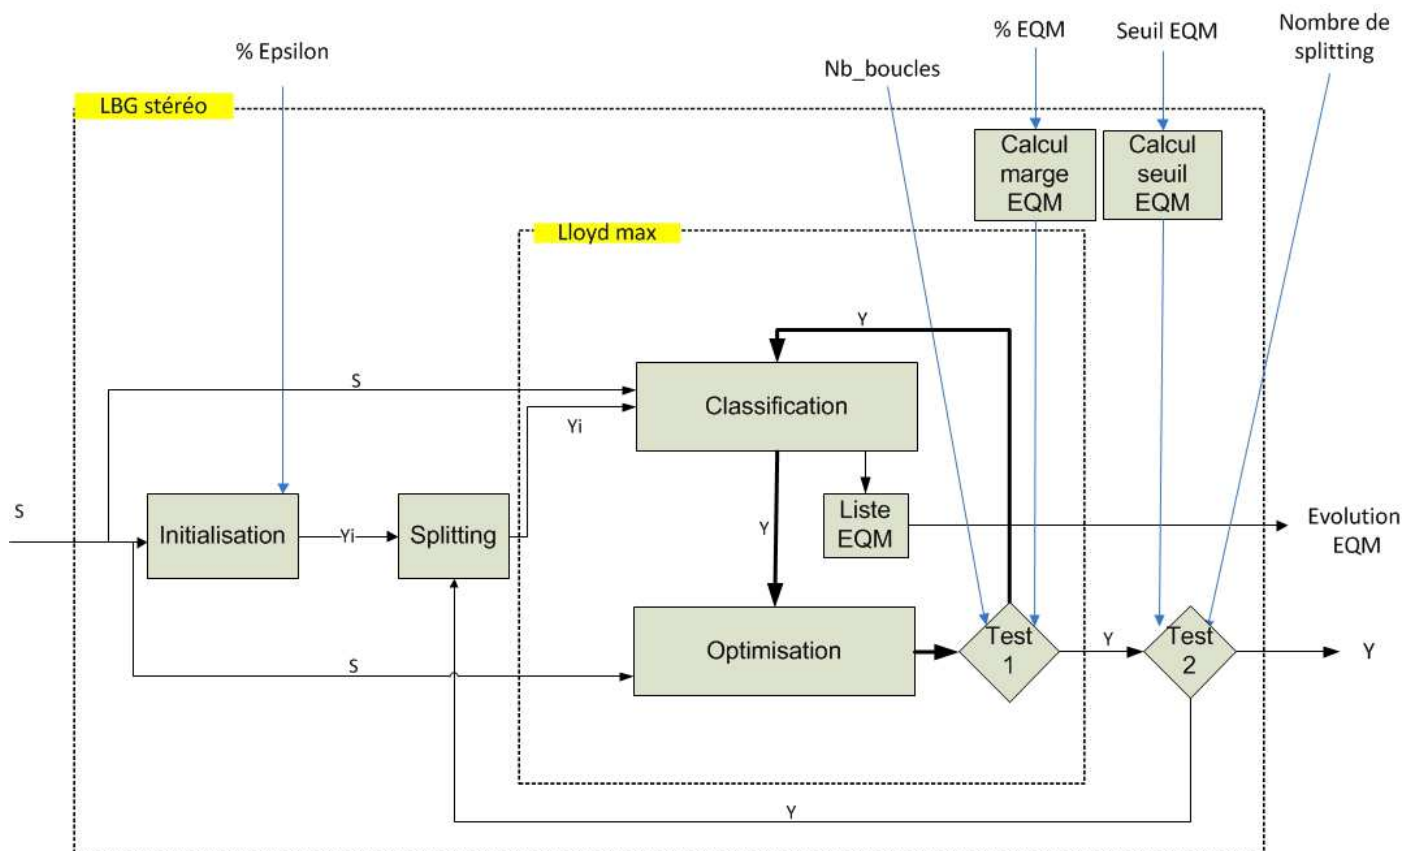 Nombre de
splitting
% EQM
Seuil EQM
% Epsilon
Nb_boucles
LBG stéréo
Calcul
marge
EQM
Calcul
seuil
EQM
Lloyd max
Y
S
Classification
Yi
S
Initialisation
Yi
Splitting
Y
Liste
EQM
Evolution
EQM
Optimisation
Test
1
Y
Test
2
Y
S
Y